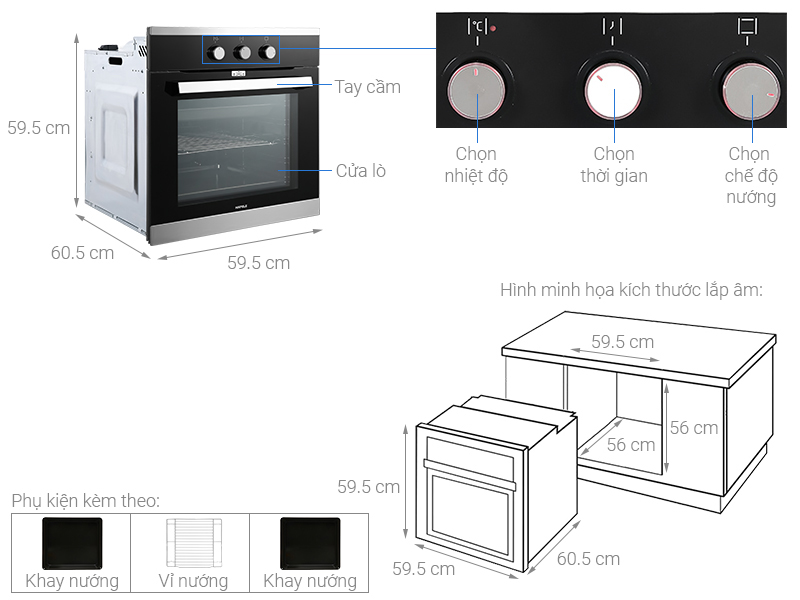 59.5 cm
60.5 cm
59.5 cm
Tay cầm
Cửa lò
HAFELE
°C
Chọn
nhiệt độ
Chọn
thời gian
Chọn
chế độ
nướng
Hình minh họa kích thước lắp âm:
59.5 cm
56 cm
56 cm
59.5 cm
59.5 cm
60.5 cm
Phụ kiện kèm theo:
Khay nướng
Vỉ nướng
Khay nướng